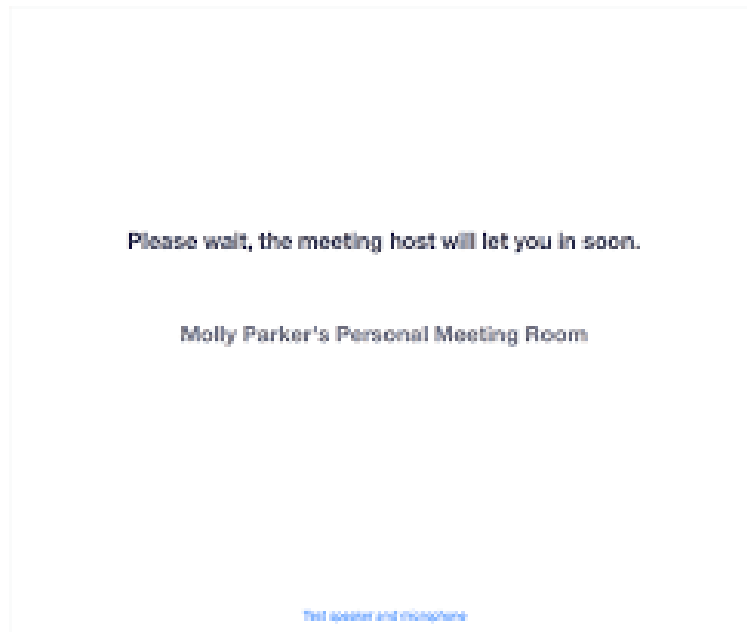 Please wait, the meeting host will let you in soon.
Molly Parker's Personal Meeting Room
Test speaker and microphone